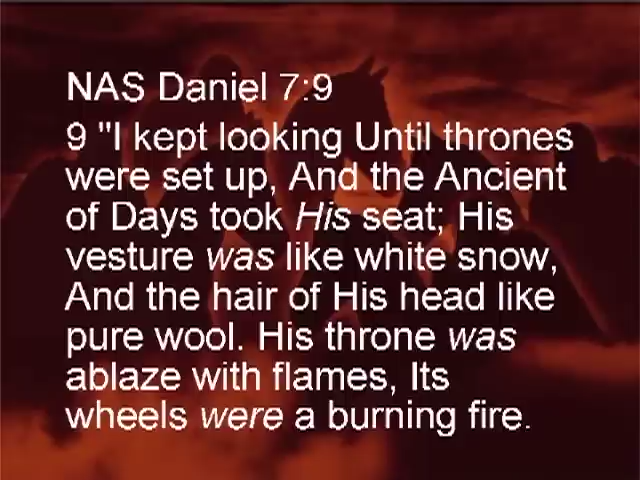 NAS Daniel 7:9
9 "I kept looking Until thrones
were set up, And the Ancient
of Days took His seat; His
vesture was like white snow,
And the hair of His head like
pure wool. His throne was
ablaze with flames, Its
wheels were a burning fire.